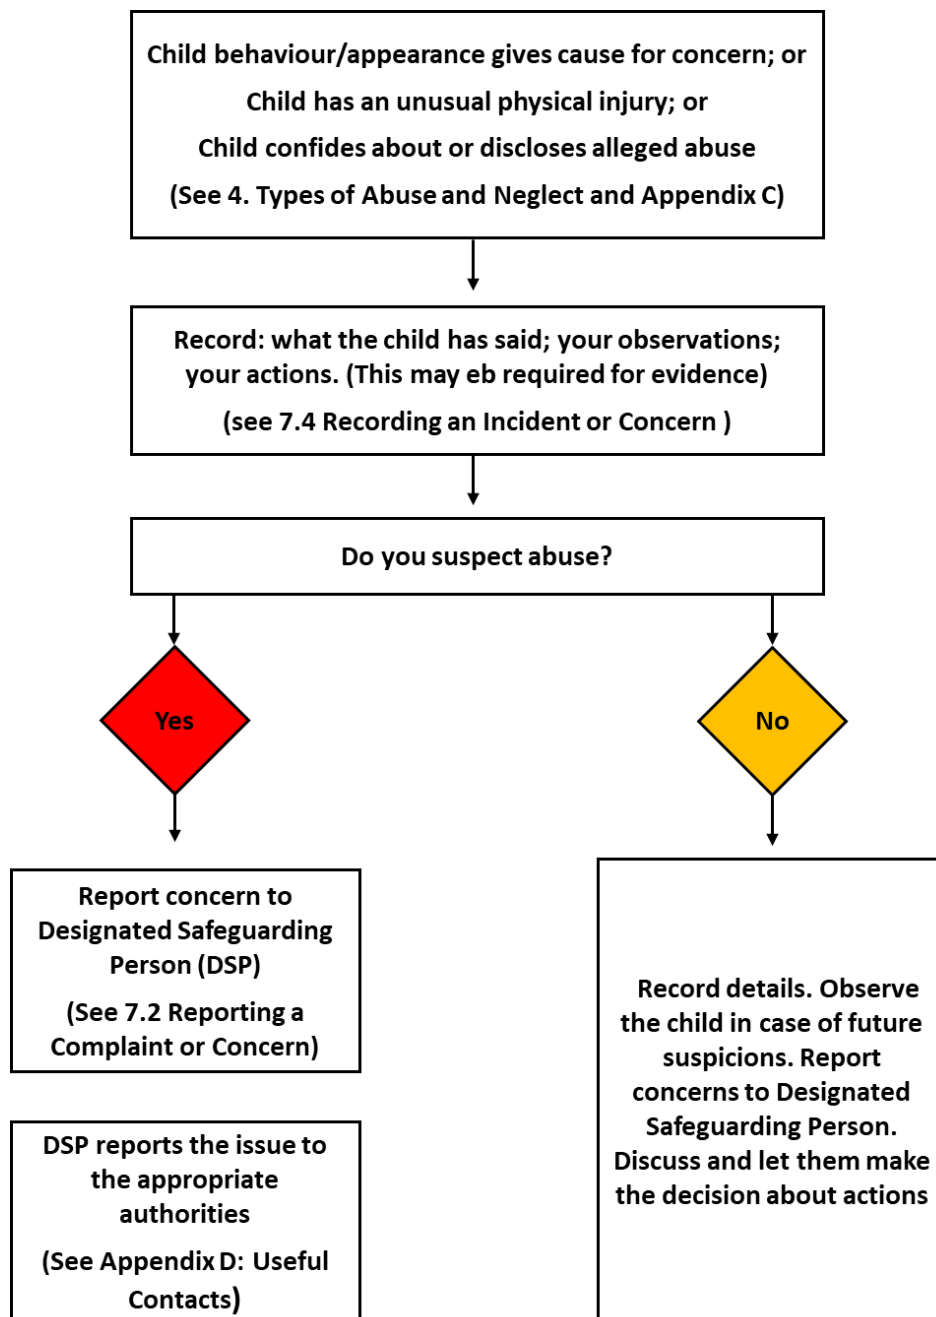 Child behaviour/appearance gives cause for concern; or
Child has an unusual physical injury; or
Child confides about or discloses alleged abuse
(See 4. Types of Abuse and Neglect and Appendix C)
Record: what the child has said; your observations;
your actions. (This may eb required for evidence)
(see 7.4 Recording an Incident or Concern )
Do you suspect abuse?
Yes
No
Report concern to
Designated Safeguarding
Person (DSP)
(See 7.2 Reporting a
Complaint or Concern)
DSP reports the issue to
the appropriate
authorities
(See Appendix D: Useful
Contacts)
Record details. Observe
the child in case of future
suspicions. Report
concerns to Designated
Safeguarding Person.
Discuss and let them make
the decision about actions